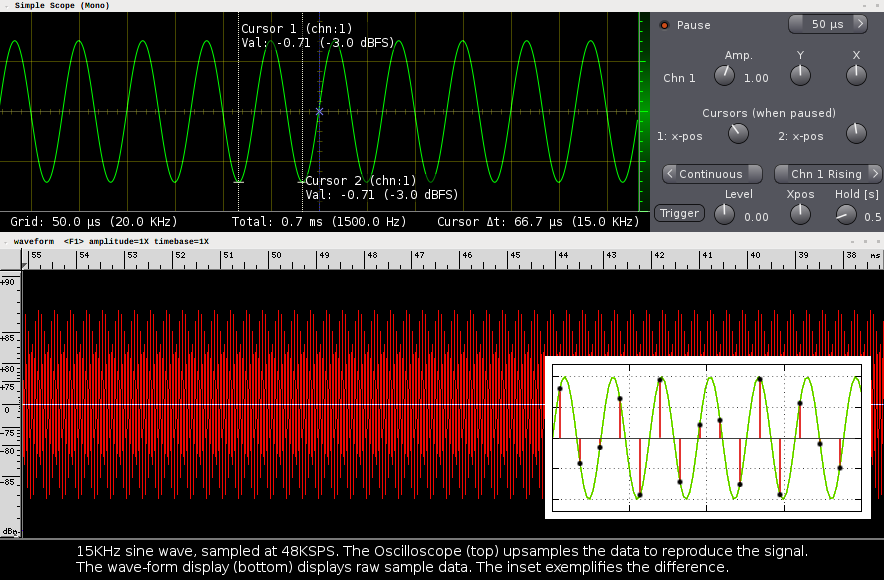 Simple Scope (Mono)
Cursor 1 (chn:1)
Val: -0.71 (-3.0 dBFS)
Cursor 2 (chn:1)
Val: -0.71 (-3.0 dBFS)
Grid: 50.0 µs (20.0 KHz) Total: 0.7 ms (1500.0 Hz) Cursor Δt: 66.7 µs (15.0 KHz)
Pause 50 µs
Amp. Y X
Chn 1 1.00
Cursors (when paused)
1: x-pos 2: x-pos
Continuous Chn 1 Rising
Level Xpos Hold [s]
Trigger 0.00 0.5
waveform <F1> amplitude=1X timebase=1X
55 54 53 52 51 50 49 48 47 46 45 44 43 42 41 40 39 38 ms
+90
+85
+80
+75
0
-75
-80
-85
dBm
15KHz sine wave, sampled at 48KSPS. The Oscilloscope (top) upsamples the data to reproduce the signal.
The wave-form display (bottom) displays raw sample data. The inset exemplifies the difference.